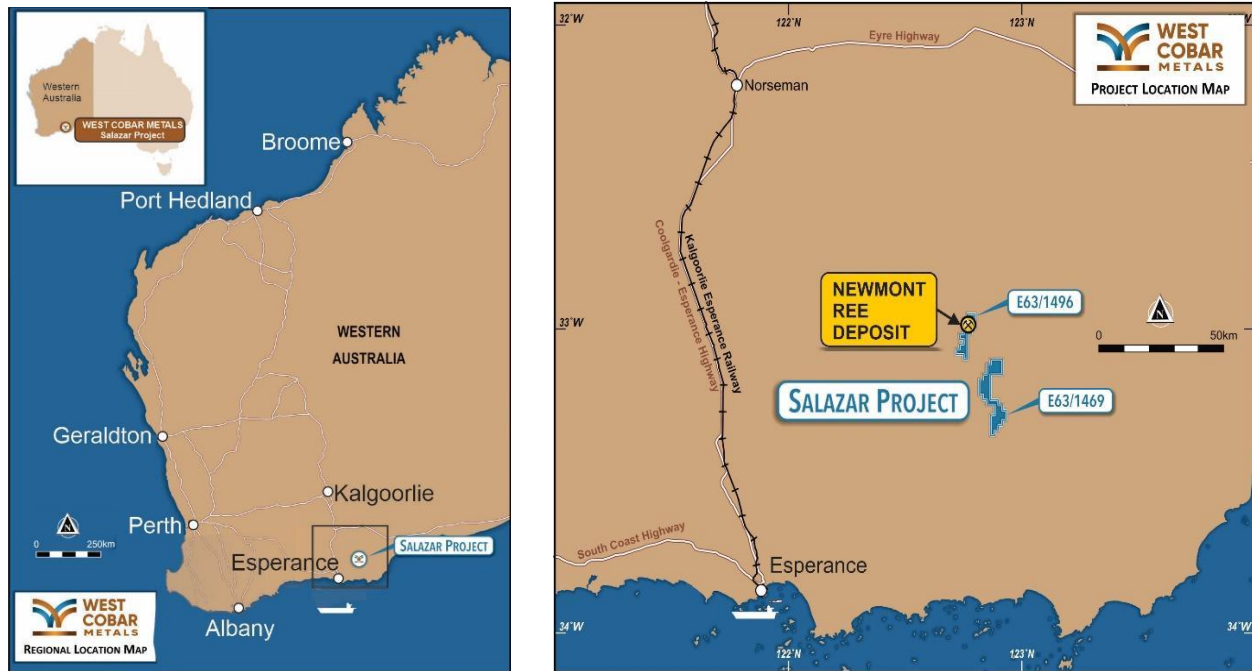 Western
Australia
WEST COBAR METALS
Salazar Project
Broome
Port Hedland
WESTERN
AUSTRALIA
Geraldton
Kalgoorlie
Perth
N
0 250km
SALAZAR PROJECT
Esperance
Albany
WEST
COBAR
METALS
REGIONAL LOCATION MAP
32°W
122°N
123°N
32°W
Eyre Highway
WEST
COBAR
METALS
PROJECT LOCATION MAP
Norseman
Kalgoorlie Esperance Railway
Coolgardie - Esperance Highway
NEWMONT
REE
DEPOSIT
E63/1496
N
0 50km
33°W
33°W
SALAZAR PROJECT
E63/1469
South Coast Highway
Esperance
34°W
34°W
122°N
123°N